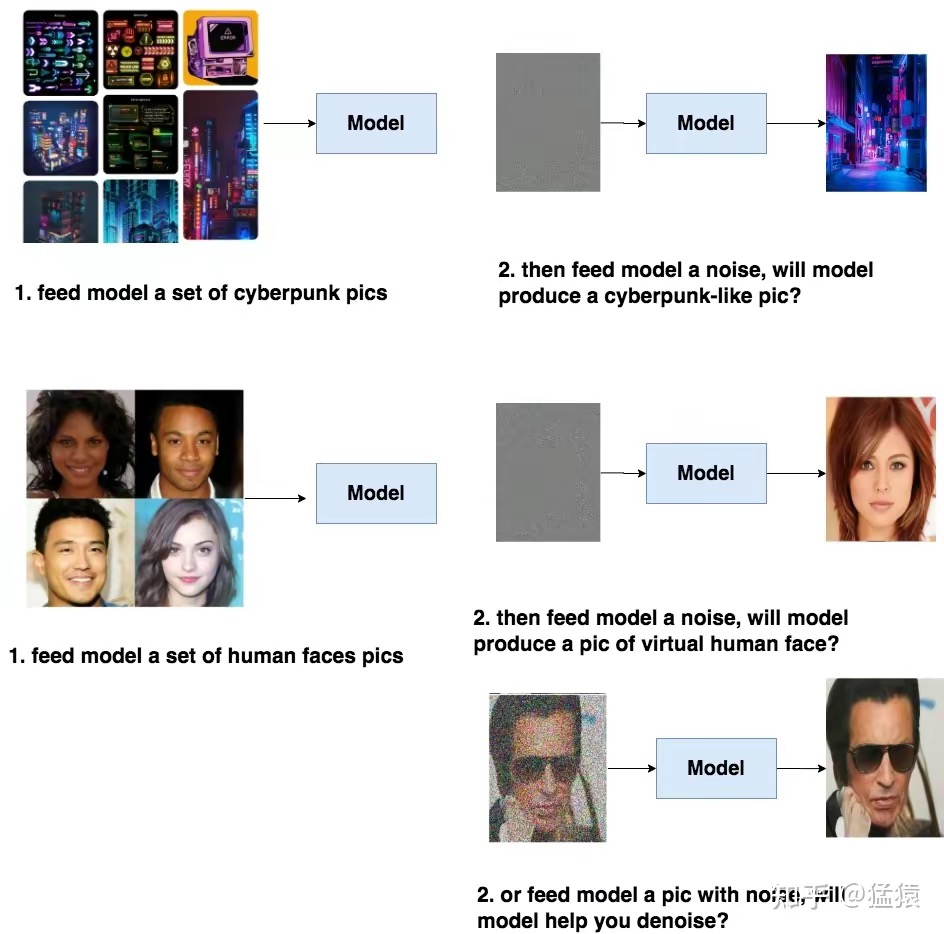 ERROR
Model
Model
1. feed model a set of cyberpunk pics
2. then feed model a noise, will model
produce a cyberpunk-like pic?
Model
Model
1. feed model a set of human faces pics
2. then feed model a noise, will model
produce a pic of virtual human face?
Model
2. or feed model a pic with noise, will
model help you denoise?
知乎 @猛猿